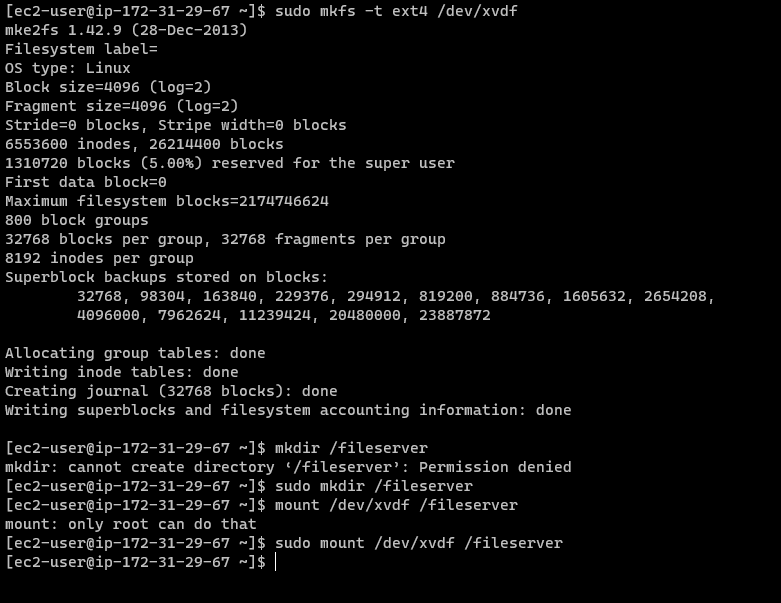 [ec2-user@ip-172-31-29-67 ~]$ sudo mkfs -t ext4 /dev/xvdf
mke2fs 1.42.9 (28-Dec-2013)
Filesystem label=
OS type: Linux
Block size=4096 (log=2)
Fragment size=4096 (log=2)
Stride=0 blocks, Stripe width=0 blocks
6553600 inodes, 26214400 blocks
1310720 blocks (5.00%) reserved for the super user
First data block=0
Maximum filesystem blocks=2174746624
800 block groups
32768 blocks per group, 32768 fragments per group
8192 inodes per group
Superblock backups stored on blocks:
        32768, 98304, 163840, 229376, 294912, 819200, 884736, 1605632, 2654208,
        4096000, 7962624, 11239424, 20480000, 23887872

Allocating group tables: done
Writing inode tables: done
Creating journal (32768 blocks): done
Writing superblocks and filesystem accounting information: done

[ec2-user@ip-172-31-29-67 ~]$ mkdir /fileserver
mkdir: cannot create directory ‘/fileserver’: Permission denied
[ec2-user@ip-172-31-29-67 ~]$ sudo mkdir /fileserver
[ec2-user@ip-172-31-29-67 ~]$ mount /dev/xvdf /fileserver
mount: only root can do that
[ec2-user@ip-172-31-29-67 ~]$ sudo mount /dev/xvdf /fileserver
[ec2-user@ip-172-31-29-67 ~]$